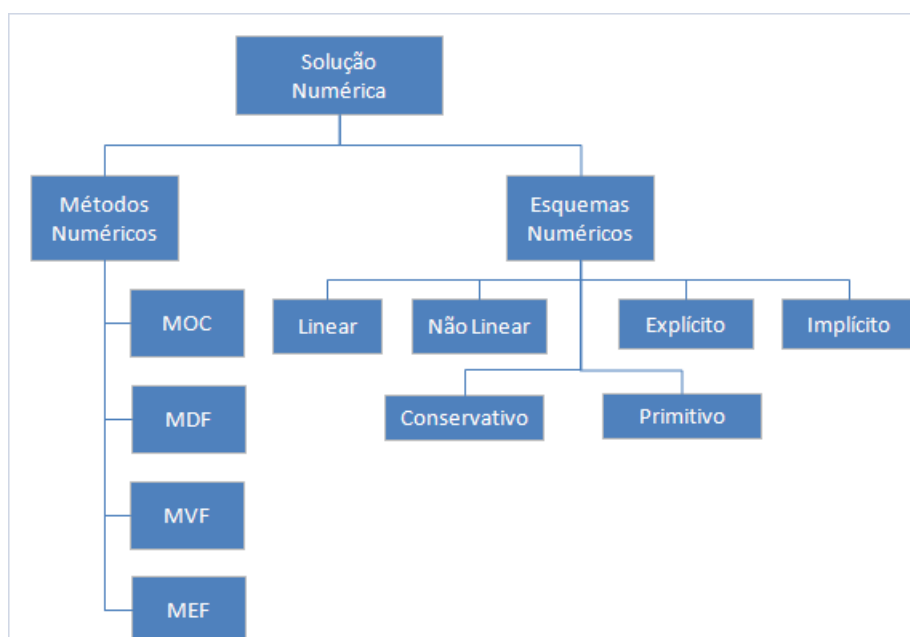 Solução
Numérica
Métodos
Numéricos
Esquemas
Numéricos
MOC
MDF
MVF
MEF
Linear
Não Linear
Explícito
Implícito
Conservativo
Primitivo